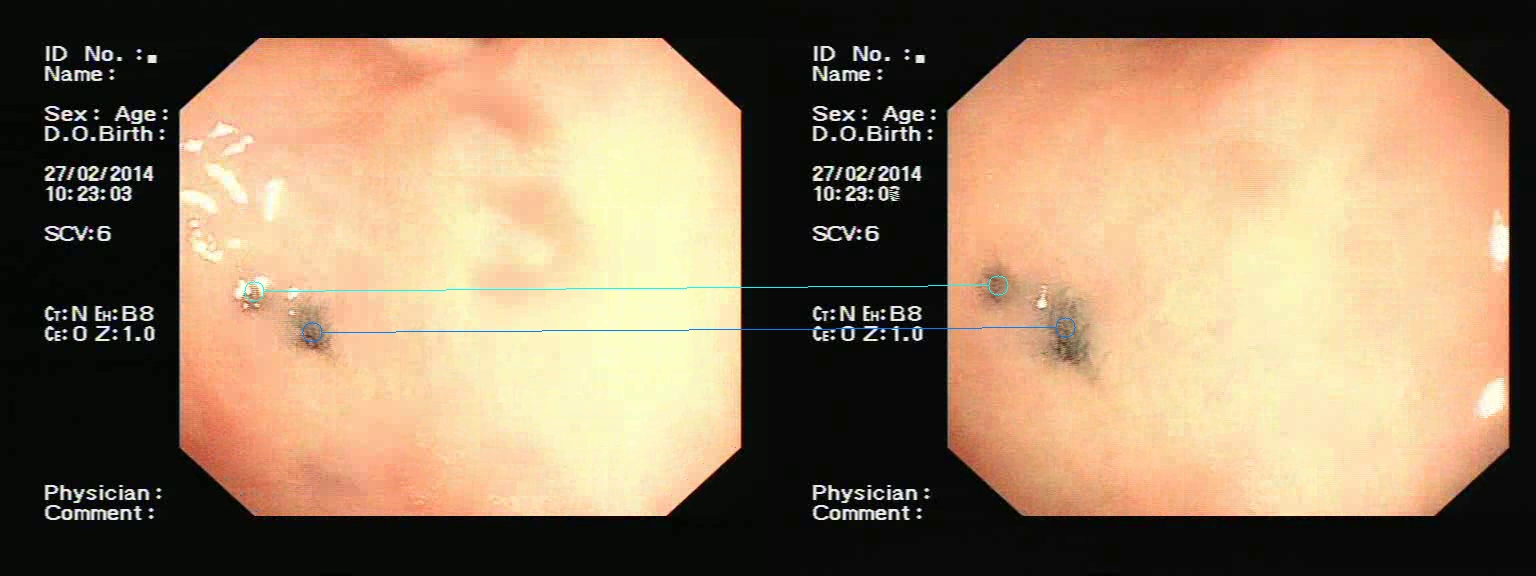 ID No. :
Name:
Sex: Age:
D.O.Birth:
27/02/2014
10:23:03
SCV:6
CT:N EH:B8
CE:0 Z:1.0
Physician:
Comment:
ID No. :
Name:
Sex: Age:
D.O.Birth:
27/02/2014
SCV:6
CT:N EH:B8
CE:0 Z:1.0
Physician:
Comment: